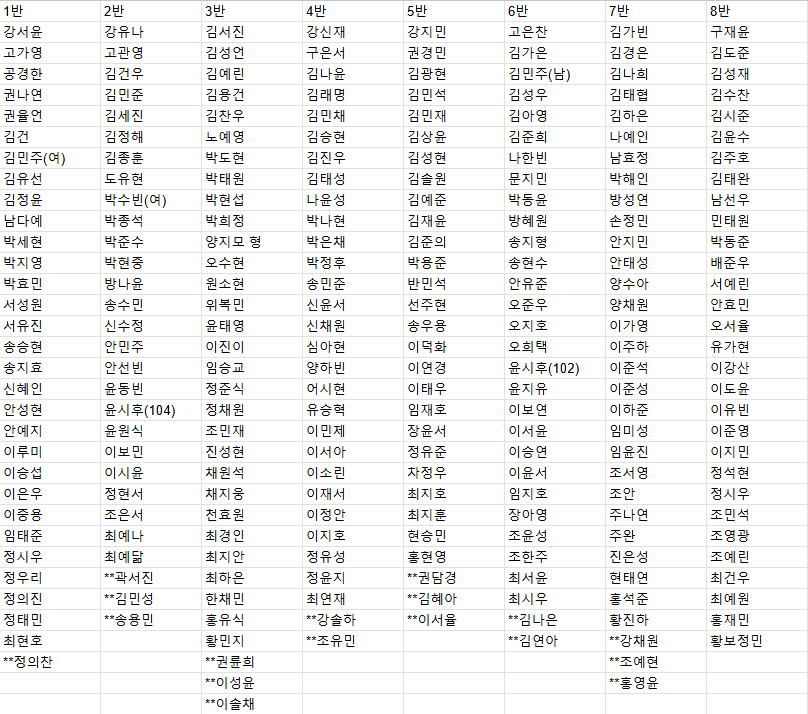 1반 2반 3반 4반 5반 6반 7반 8반
강서윤 강유나 김서진 강신재 강지민 고은찬 김가빈 구재윤
고가영 고관영 김성언 구은서 권경민 김가은 김경은 김도준
공경한 김건우 김예린 김나윤 김광현 김민주(남) 김나희 김성재
권나연 김민준 김용건 김래명 김민석 김성우 김태협 김수찬
권율언 김세진 김찬우 김민채 김민재 김아영 김하은 김시준
김건 김정해 노예영 김승현 김상윤 김준희 나예인 김윤수
김민주(여) 김종훈 박도현 김진우 김성현 나한빈 남효정 김주호
김유선 도유현 박태원 김태성 김솔원 문지민 박해인 김태완
김정윤 박수빈(여) 박현섭 나윤성 김예준 박동윤 방성연 남선우
남다예 박종석 박희정 박나현 김재윤 방혜원 손정민 민태원
박세현 박준수 양지모 형 박은채 김준의 송지형 안지민 박동준
박지영 박현중 오수현 박정후 박용준 송현수 안태성 배준우
박효민 방나윤 원소현 송민준 반민석 안유준 양수아 서예린
서성원 송수민 위복민 신윤서 선주현 오준우 양채원 안효민
서유진 신수정 윤태영 신채원 송우용 오지호 이가영 오서율
송승현 안민주 이진이 심아현 이덕화 오희택 이주하 유가현
송지효 안선빈 임승교 양하빈 이연경 윤시후(102) 이준석 이강산
신혜인 윤동빈 정준식 어시현 이태우 윤지유 이준성 이도윤
안성현 윤시후(104) 정채원 유승혁 임재호 이보연 이하준 이유빈
안예지 윤원식 조민재 이민제 장윤서 이서윤 임미성 이준영
이루미 이보민 진성현 이서아 정유준 이승연 임윤진 이지민
이승섭 이시윤 채원석 이소린 차정우 이윤서 조서영 정석현
이은우 정현서 채지웅 이재서 최지호 임지호 조안 정시우
이중용 조은서 천효원 이정안 최지훈 장아영 주나연 조민석
임태준 최예나 최경인 이지호 현승민 조윤성 주완 조영광
정시우 최예닮 최지안 정유성 홍현영 조한주 진은성 조예린
정우리 **곽서진 최하은 정윤지 **권담경 최서윤 현태연 최건우
정의진 **김민성 한채민 최연재 **김혜아 최시우 홍석준 최예원
정태민 **송용민 홍유식 **강솔하 **이서율 **김나은 황진하 홍재민
최현호 황민지 **조유민 **김연아 **강채원 황보정민
**정의찬 **권륜희 **조예현
**이성윤 **홍영윤
**이솔채